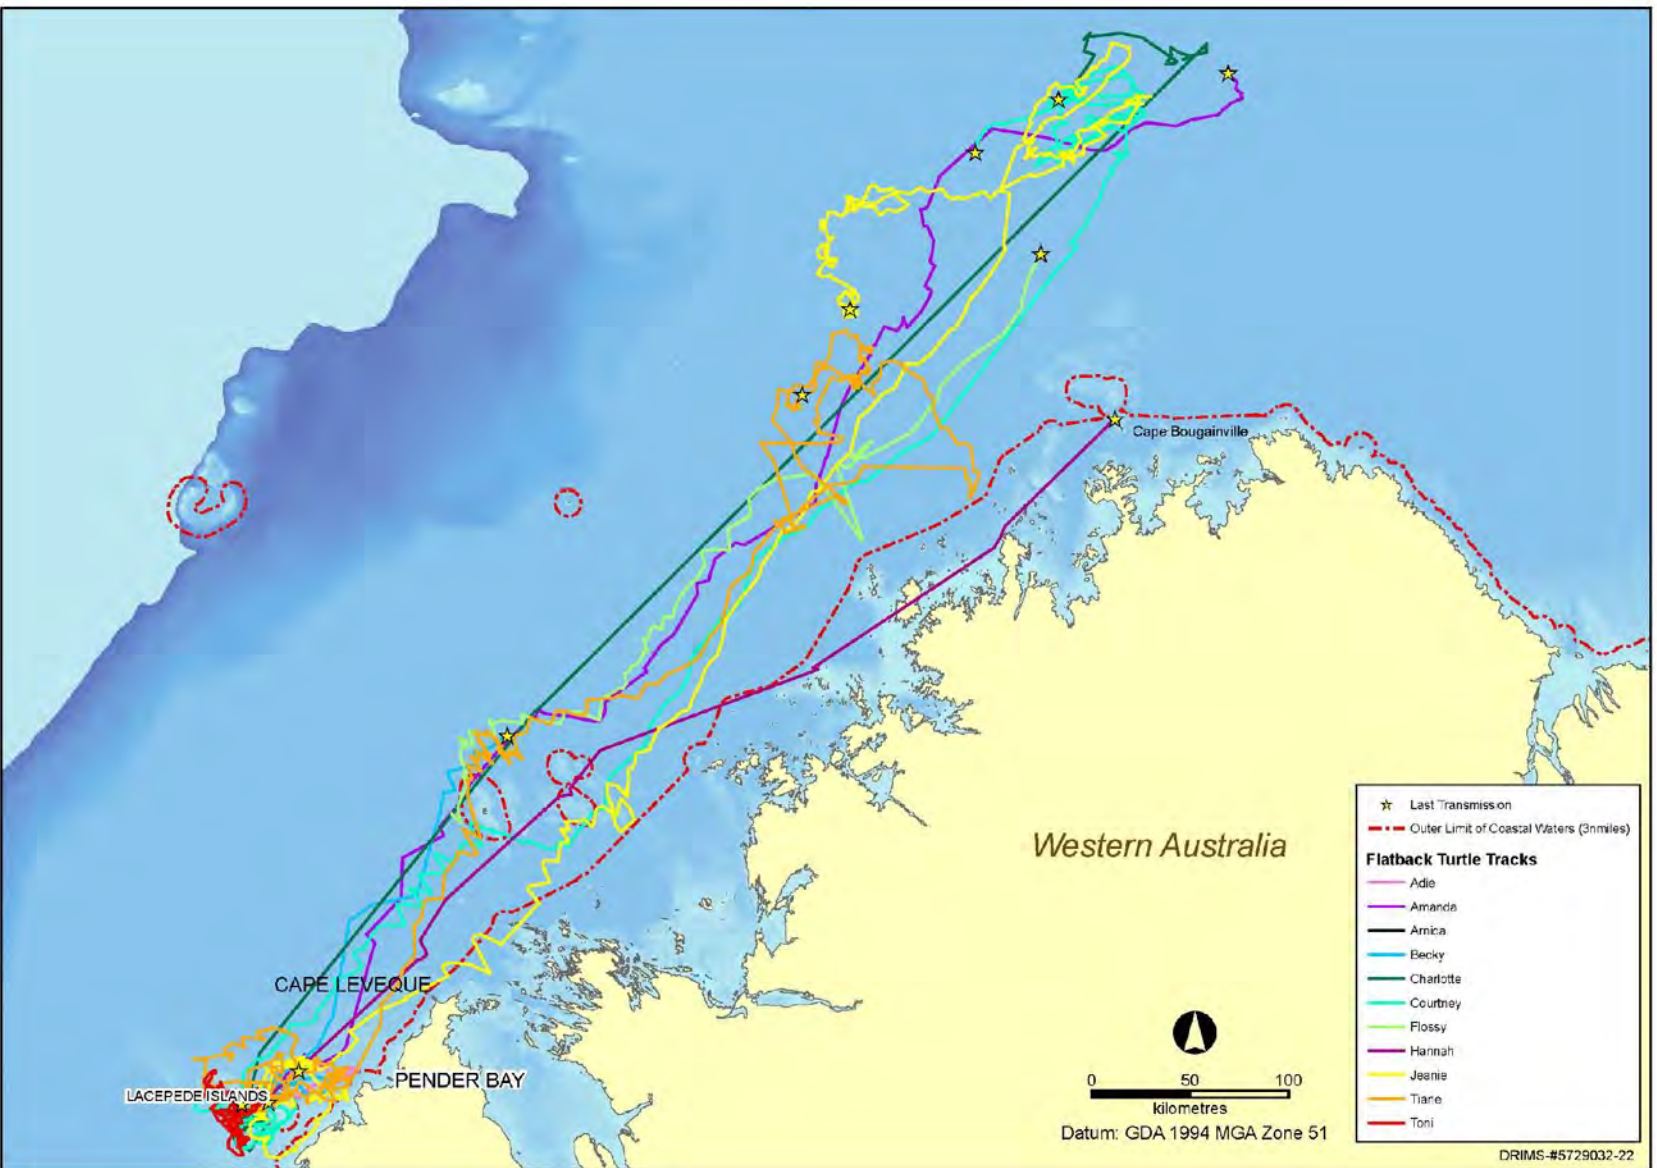 Cape Bougainville
Western Australia
CAPE LEVEQUE
PENDER BAY
LACEPEDE ISLANDS
0 50 100
kilometres
Datum: GDA 1994 MGA Zone 51
Last Transmission
Outer Limit of Coastal Waters (3nmiles)
Flatback Turtle Tracks
Adie
Amanda
Arnica
Becky
Charlotte
Courtney
Flossy
Hannah
Jeanie
Tiane
Toni
DRIMS-#5729032-22